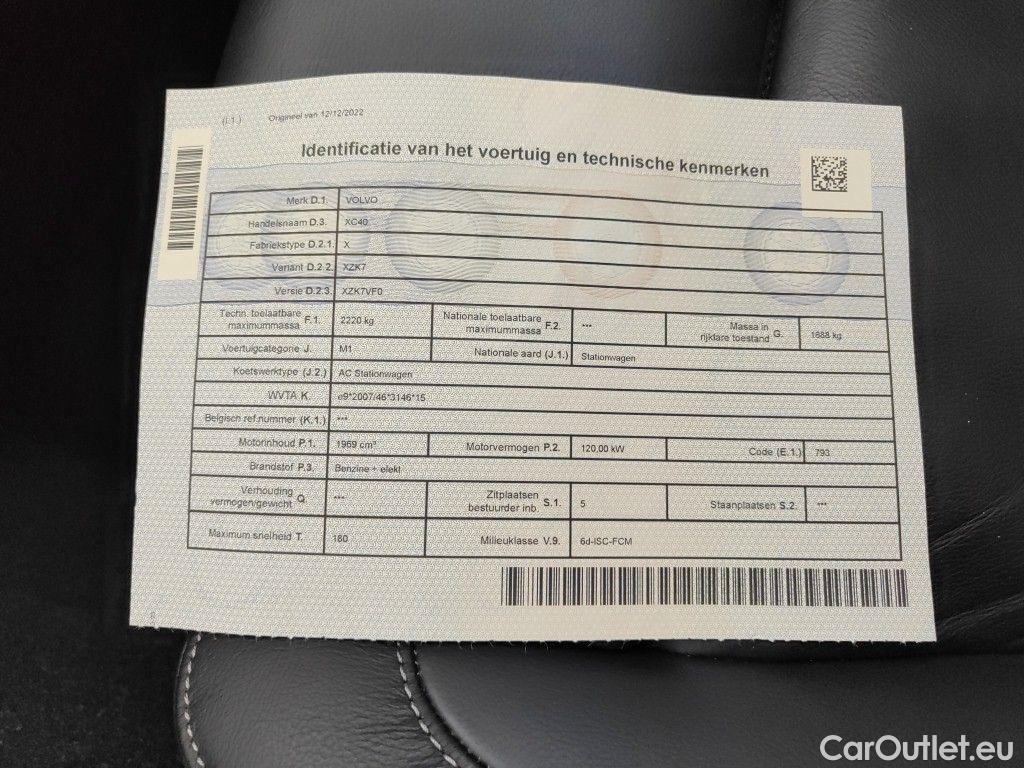 (I.1.) Origineel van 12/12/2022
Identificatie van het voertuig en technische kenmerken
Merk D.1. VOLVO
Handelsnaam D.3. XC40
Fabriekstype D.2.1. X
Variant D.2.2. XZK7
Versie D.2.3. XZK7VF0
Techn. toelaatbare maximummassa F.1. 2220 kg Nationale toelaatbare maximummassa F.2. *** Massa in rijklare toestand G. 1688 kg
Voertuigcategorie J. M1 Nationale aard (J.1.) Stationwagen
Koetswerktype (J.2.) AC Stationwagen
WVTA K. e9*2007/46*3146*15
Belgisch ref.nummer (K.1.) ***
Motorinhoud P.1. 1969 cm³ Motorvermogen P.2. 120,00 kW Code (E.1.) 793
Brandstof P.3. Benzine + elekt
Verhouding vermogen/gewicht Q. *** Zitplaatsen bestuurder inb. S.1. 5 Staanplaatsen S.2. ***
Maximum snelheid T. 180 Milieuklasse V.9. 6d-ISC-FCM
CarOutlet.eu